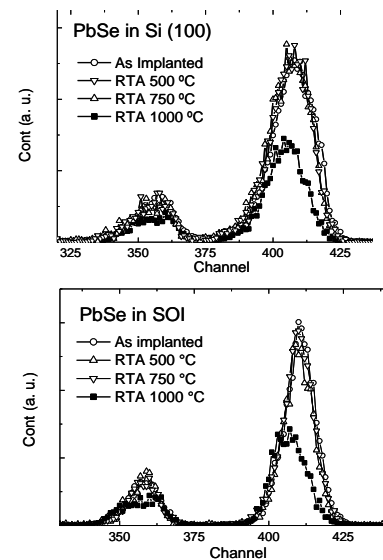 PbSe in Si (100)
As Implanted
RTA 500 ºC
RTA 750 ºC
RTA 1000 ºC
Cont (a. u.)
325 350 375 400 425
Channel
PbSe in SOI
As implanted
RTA 500 °C
RTA 750 °C
RTA 1000 °C
Cont (a. u.)
350 400 425
Channel